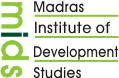 mids
Madras
Institute of
Development
Studies